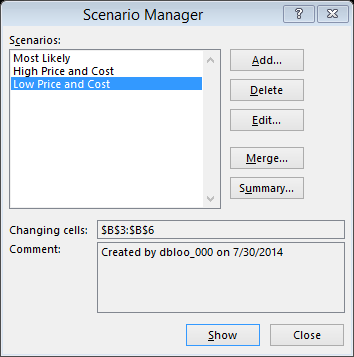 Scenario Manager
?
Scenarios:
Most Likely
High Price and Cost
Low Price and Cost
Add...
Delete
Edit...
Merge...
Summary...
Changing cells: $B$3:$B$6
Comment: Created by dbloo_000 on 7/30/2014
Show Close